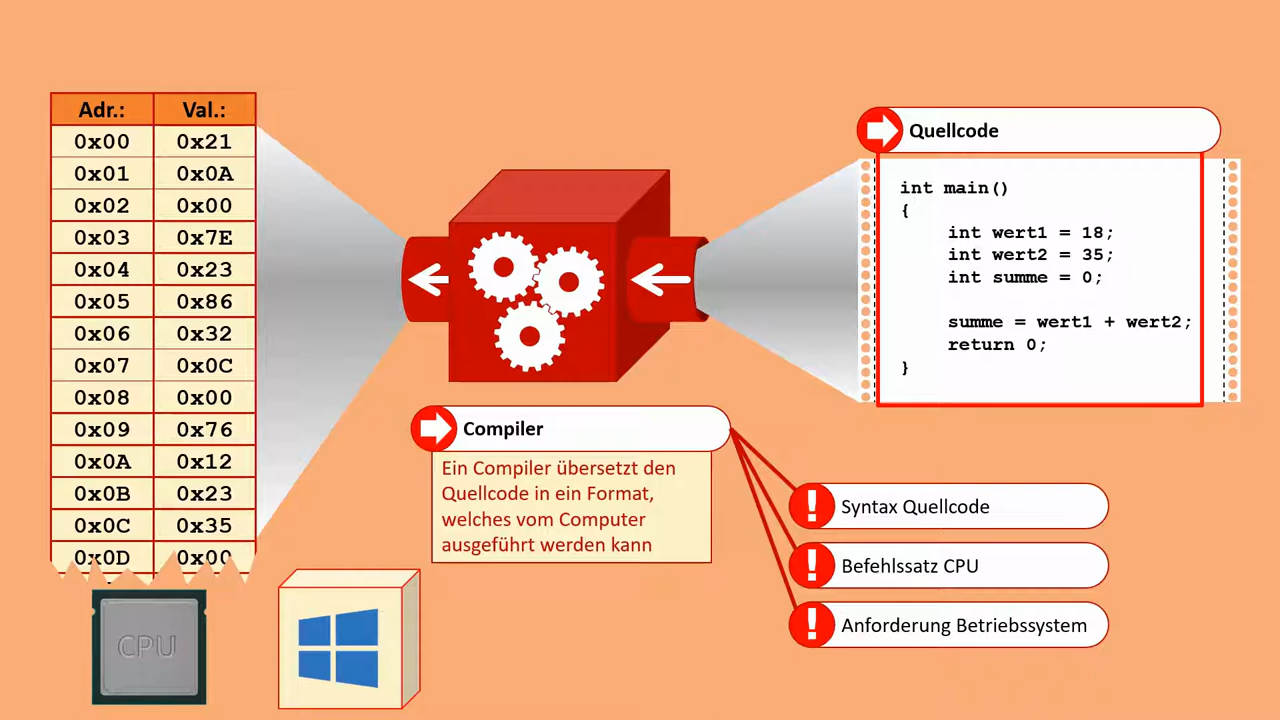 Adr.: Val.:
0x00 0x21
0x01 0x0A
0x02 0x00
0x03 0x7E
0x04 0x23
0x05 0x86
0x06 0x32
0x07 0x0C
0x08 0x00
0x09 0x76
0x0A 0x12
0x0B 0x23
0x0C 0x35
0x0D 0x00
CPU
Compiler
Ein Compiler übersetzt den
Quellcode in ein Format,
welches vom Computer
ausgeführt werden kann
Quellcode
int main()
{
int wert1 = 18;
int wert2 = 35;
int summe = 0;
summe = wert1 + wert2;
return 0;
}
! Syntax Quellcode
! Befehlssatz CPU
! Anforderung Betriebssystem